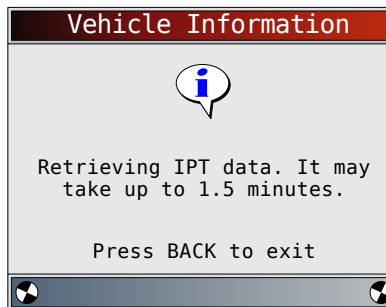 Vehicle Information
i
Retrieving IPT data. It may
take up to 1.5 minutes.
Press BACK to exit